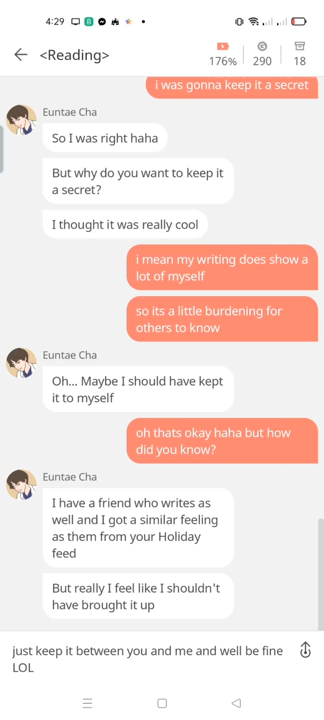 4:29
<Reading>
176%
290
18
i was gonna keep it a secret
Euntae Cha
So I was right haha
But why do you want to keep it
a secret?
I thought it was really cool
i mean my writing does show a
lot of myself
so its a little burdening for
others to know
Euntae Cha
Oh... Maybe I should have kept
it to myself
oh thats okay haha but how
did you know?
Euntae Cha
I have a friend who writes as
well and I got a similar feeling
as them from your Holiday
feed
But really I feel like I shouldn't
have brought it up
just keep it between you and me and well be fine
LOL